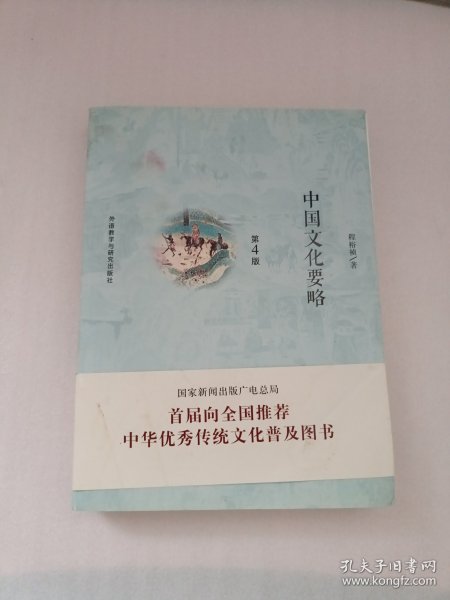 中国文化要略
程裕祯/著
第4版
外语教学与研究出版社
国家新闻出版广电总局
首届向全国推荐
中华优秀传统文化普及图书
孔夫子旧书网
www.kongfz.com